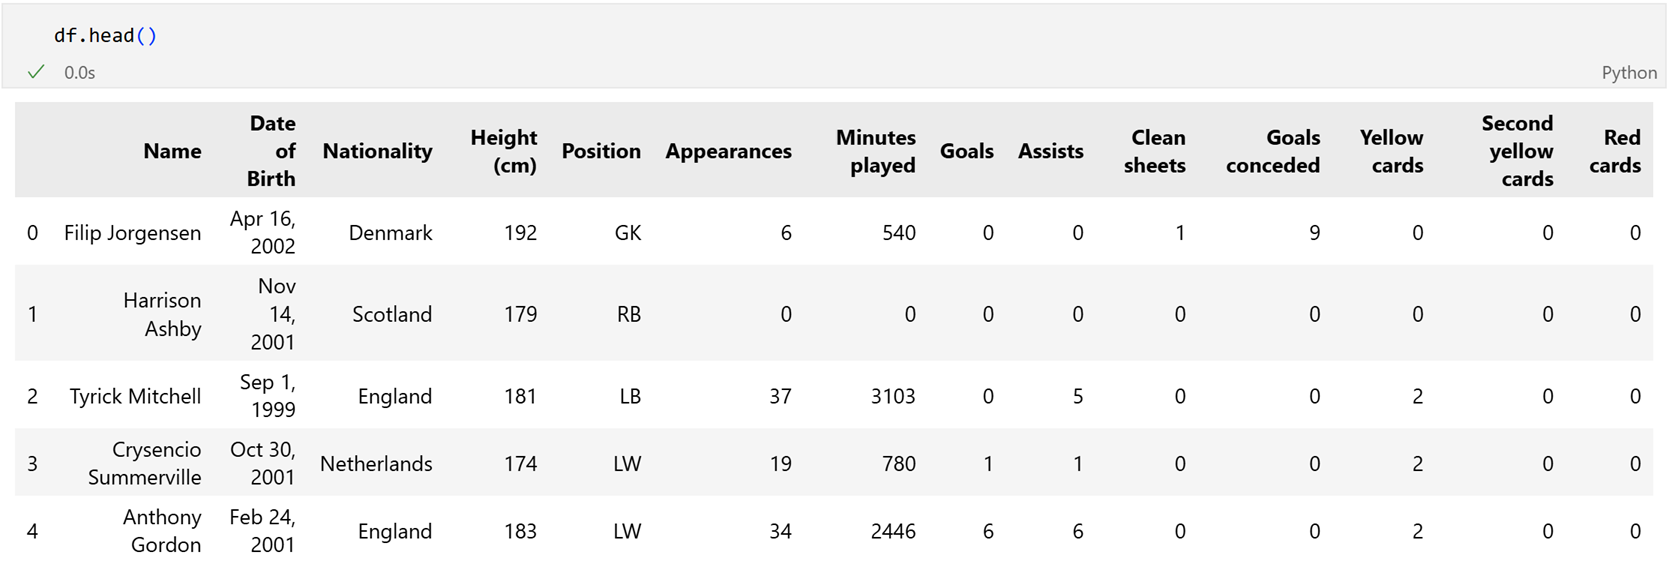 df.head()
0.0s
Python
Name Date of Birth Nationality Height (cm) Position Appearances Minutes played Goals Assists Clean sheets Goals conceded Yellow cards Second yellow cards Red cards
0 Filip Jorgensen Apr 16, 2002 Denmark 192 GK 6 540 0 0 1 9 0 0 0
1 Harrison Ashby Nov 14, 2001 Scotland 179 RB 0 0 0 0 0 0 0 0 0
2 Tyrick Mitchell Sep 1, 1999 England 181 LB 37 3103 0 5 0 0 2 0 0
3 Crysencio Summerville Oct 30, 2001 Netherlands 174 LW 19 780 1 1 0 0 2 0 0
4 Anthony Gordon Feb 24, 2001 England 183 LW 34 2446 6 6 0 0 2 0 0